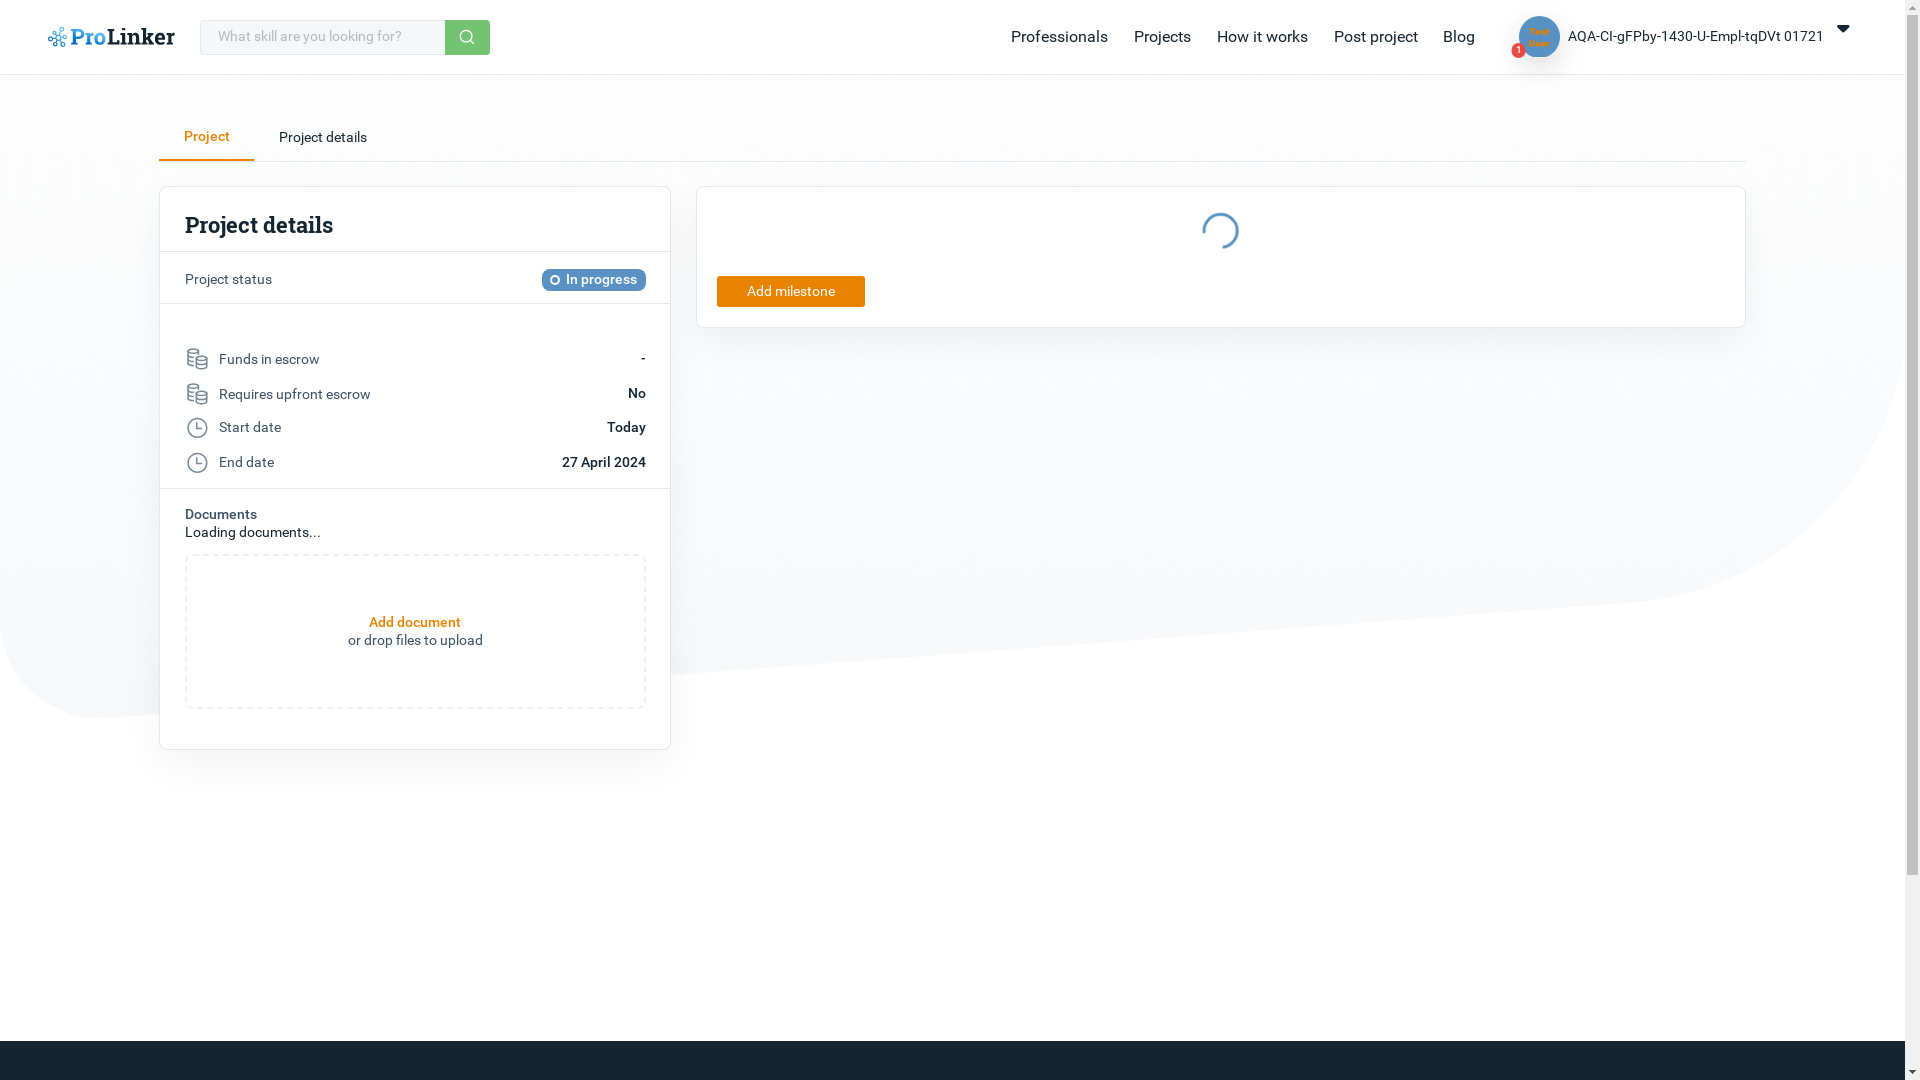 ProLinker
What skill are you looking for?
Professionals
Projects
How it works
Post project
Blog
Test
User
1
AQA-CI-gFPby-1430-U-Empl-tqDVt 01721
Project
Project details
Project details
Project status
In progress
Funds in escrow
-
Requires upfront escrow
No
Start date
Today
End date
27 April 2024
Documents
Loading documents...
Add document
or drop files to upload
Add milestone